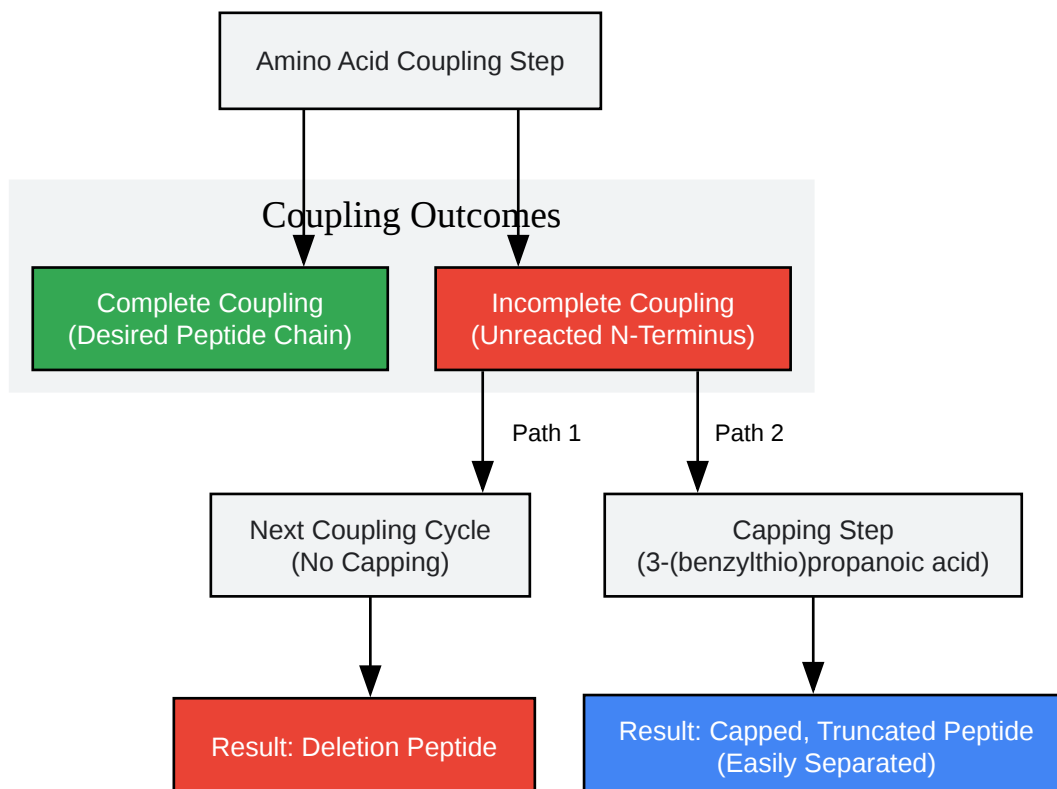 Amino Acid Coupling Step
Coupling Outcomes
Complete Coupling
(Desired Peptide Chain)
Incomplete Coupling
(Unreacted N-Terminus)
Path 1
Path 2
Next Coupling Cycle
(No Capping)
Capping Step
(3-(benzylthio)propanoic acid)
Result: Deletion Peptide
Result: Capped, Truncated Peptide
(Easily Separated)